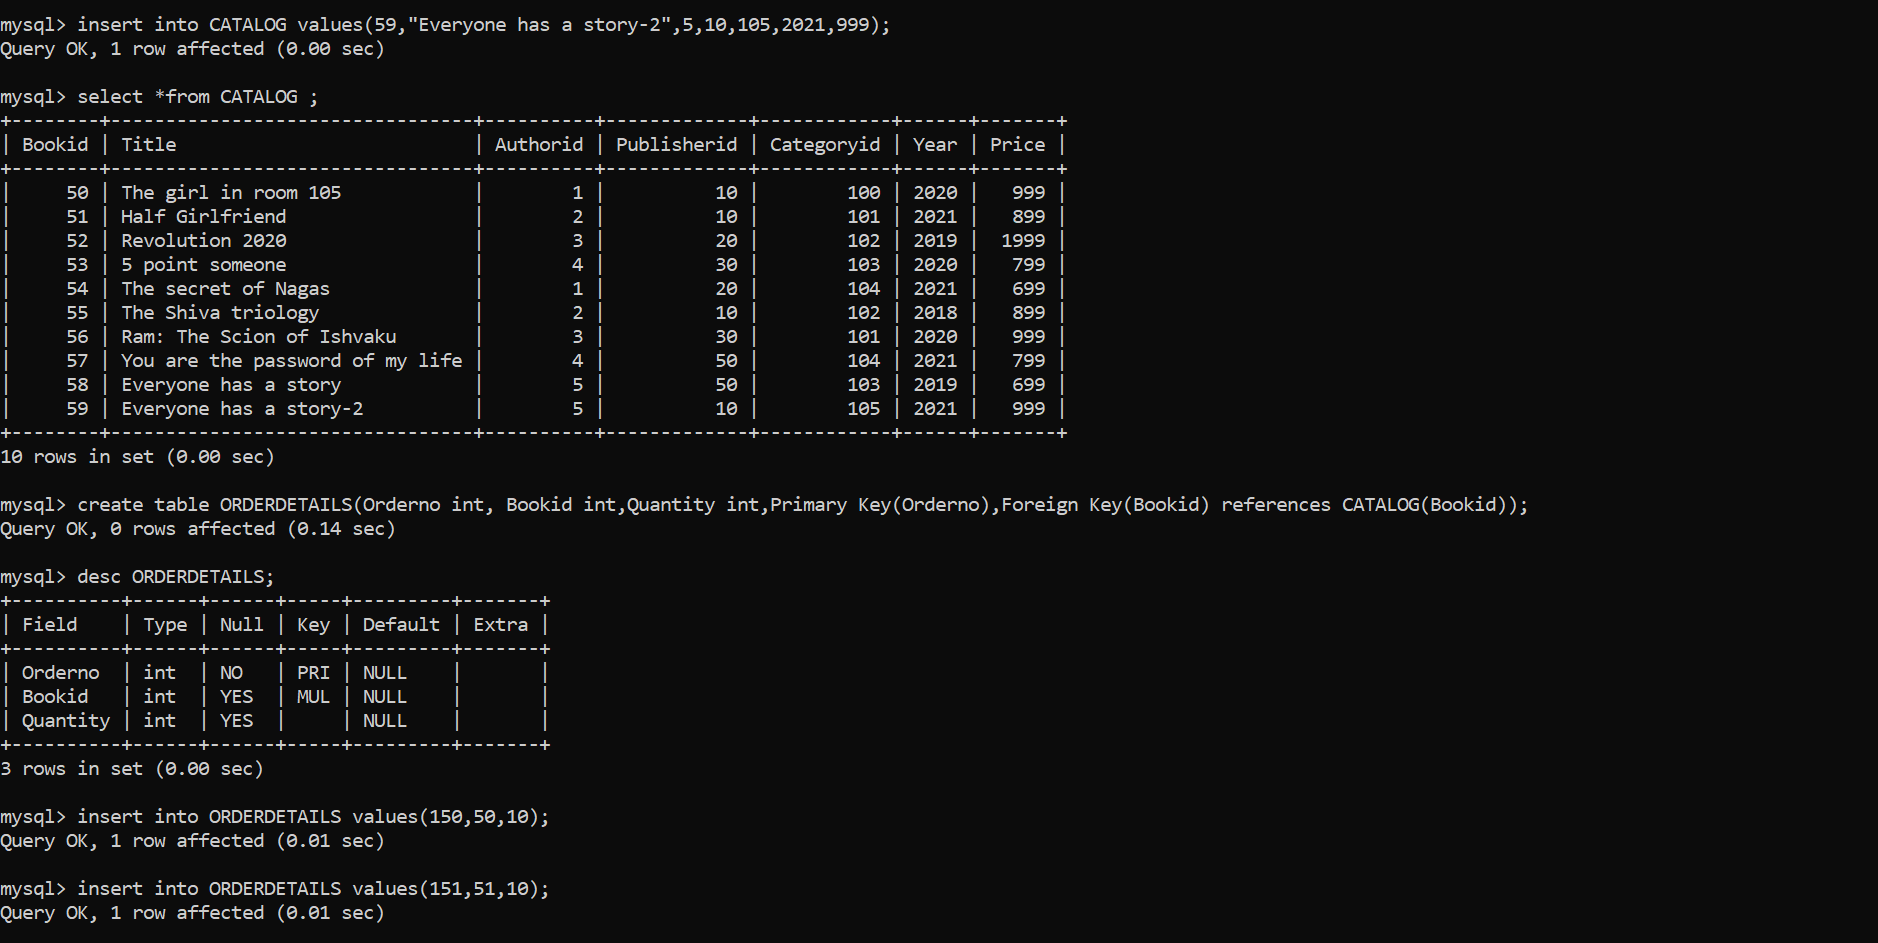 mysql> insert into CATALOG values(59,"Everyone has a story-2",5,10,105,2021,999);
Query OK, 1 row affected (0.00 sec)

mysql> select *from CATALOG ;
+--------+---------------------------------+----------+-------------+------------+------+-------+
| Bookid | Title                           | Authorid | Publisherid | Categoryid | Year | Price |
+--------+---------------------------------+----------+-------------+------------+------+-------+
|     50 | The girl in room 105            |        1 |          10 |        100 | 2020 |   999 |
|     51 | Half Girlfriend                 |        2 |          10 |        101 | 2021 |   899 |
|     52 | Revolution 2020                 |        3 |          20 |        102 | 2019 |  1999 |
|     53 | 5 point someone                 |        4 |          30 |        103 | 2020 |   799 |
|     54 | The secret of Nagas             |        1 |          20 |        104 | 2021 |   699 |
|     55 | The Shiva triology              |        2 |          10 |        102 | 2018 |   899 |
|     56 | Ram: The Scion of Ishvaku       |        3 |          30 |        101 | 2020 |   999 |
|     57 | You are the password of my life |        4 |          50 |        104 | 2021 |   799 |
|     58 | Everyone has a story            |        5 |          50 |        103 | 2019 |   699 |
|     59 | Everyone has a story-2          |        5 |          10 |        105 | 2021 |   999 |
+--------+---------------------------------+----------+-------------+------------+------+-------+
10 rows in set (0.00 sec)

mysql> create table ORDERDETAILS(Orderno int, Bookid int,Quantity int,Primary Key(Orderno),Foreign Key(Bookid) references CATALOG(Bookid));
Query OK, 0 rows affected (0.14 sec)

mysql> desc ORDERDETAILS;
+----------+------+------+-----+---------+-------+
| Field    | Type | Null | Key | Default | Extra |
+----------+------+------+-----+---------+-------+
| Orderno  | int  | NO   | PRI | NULL    |       |
| Bookid   | int  | YES  | MUL | NULL    |       |
| Quantity | int  | YES  |     | NULL    |       |
+----------+------+------+-----+---------+-------+
3 rows in set (0.00 sec)

mysql> insert into ORDERDETAILS values(150,50,10);
Query OK, 1 row affected (0.01 sec)

mysql> insert into ORDERDETAILS values(151,51,10);
Query OK, 1 row affected (0.01 sec)